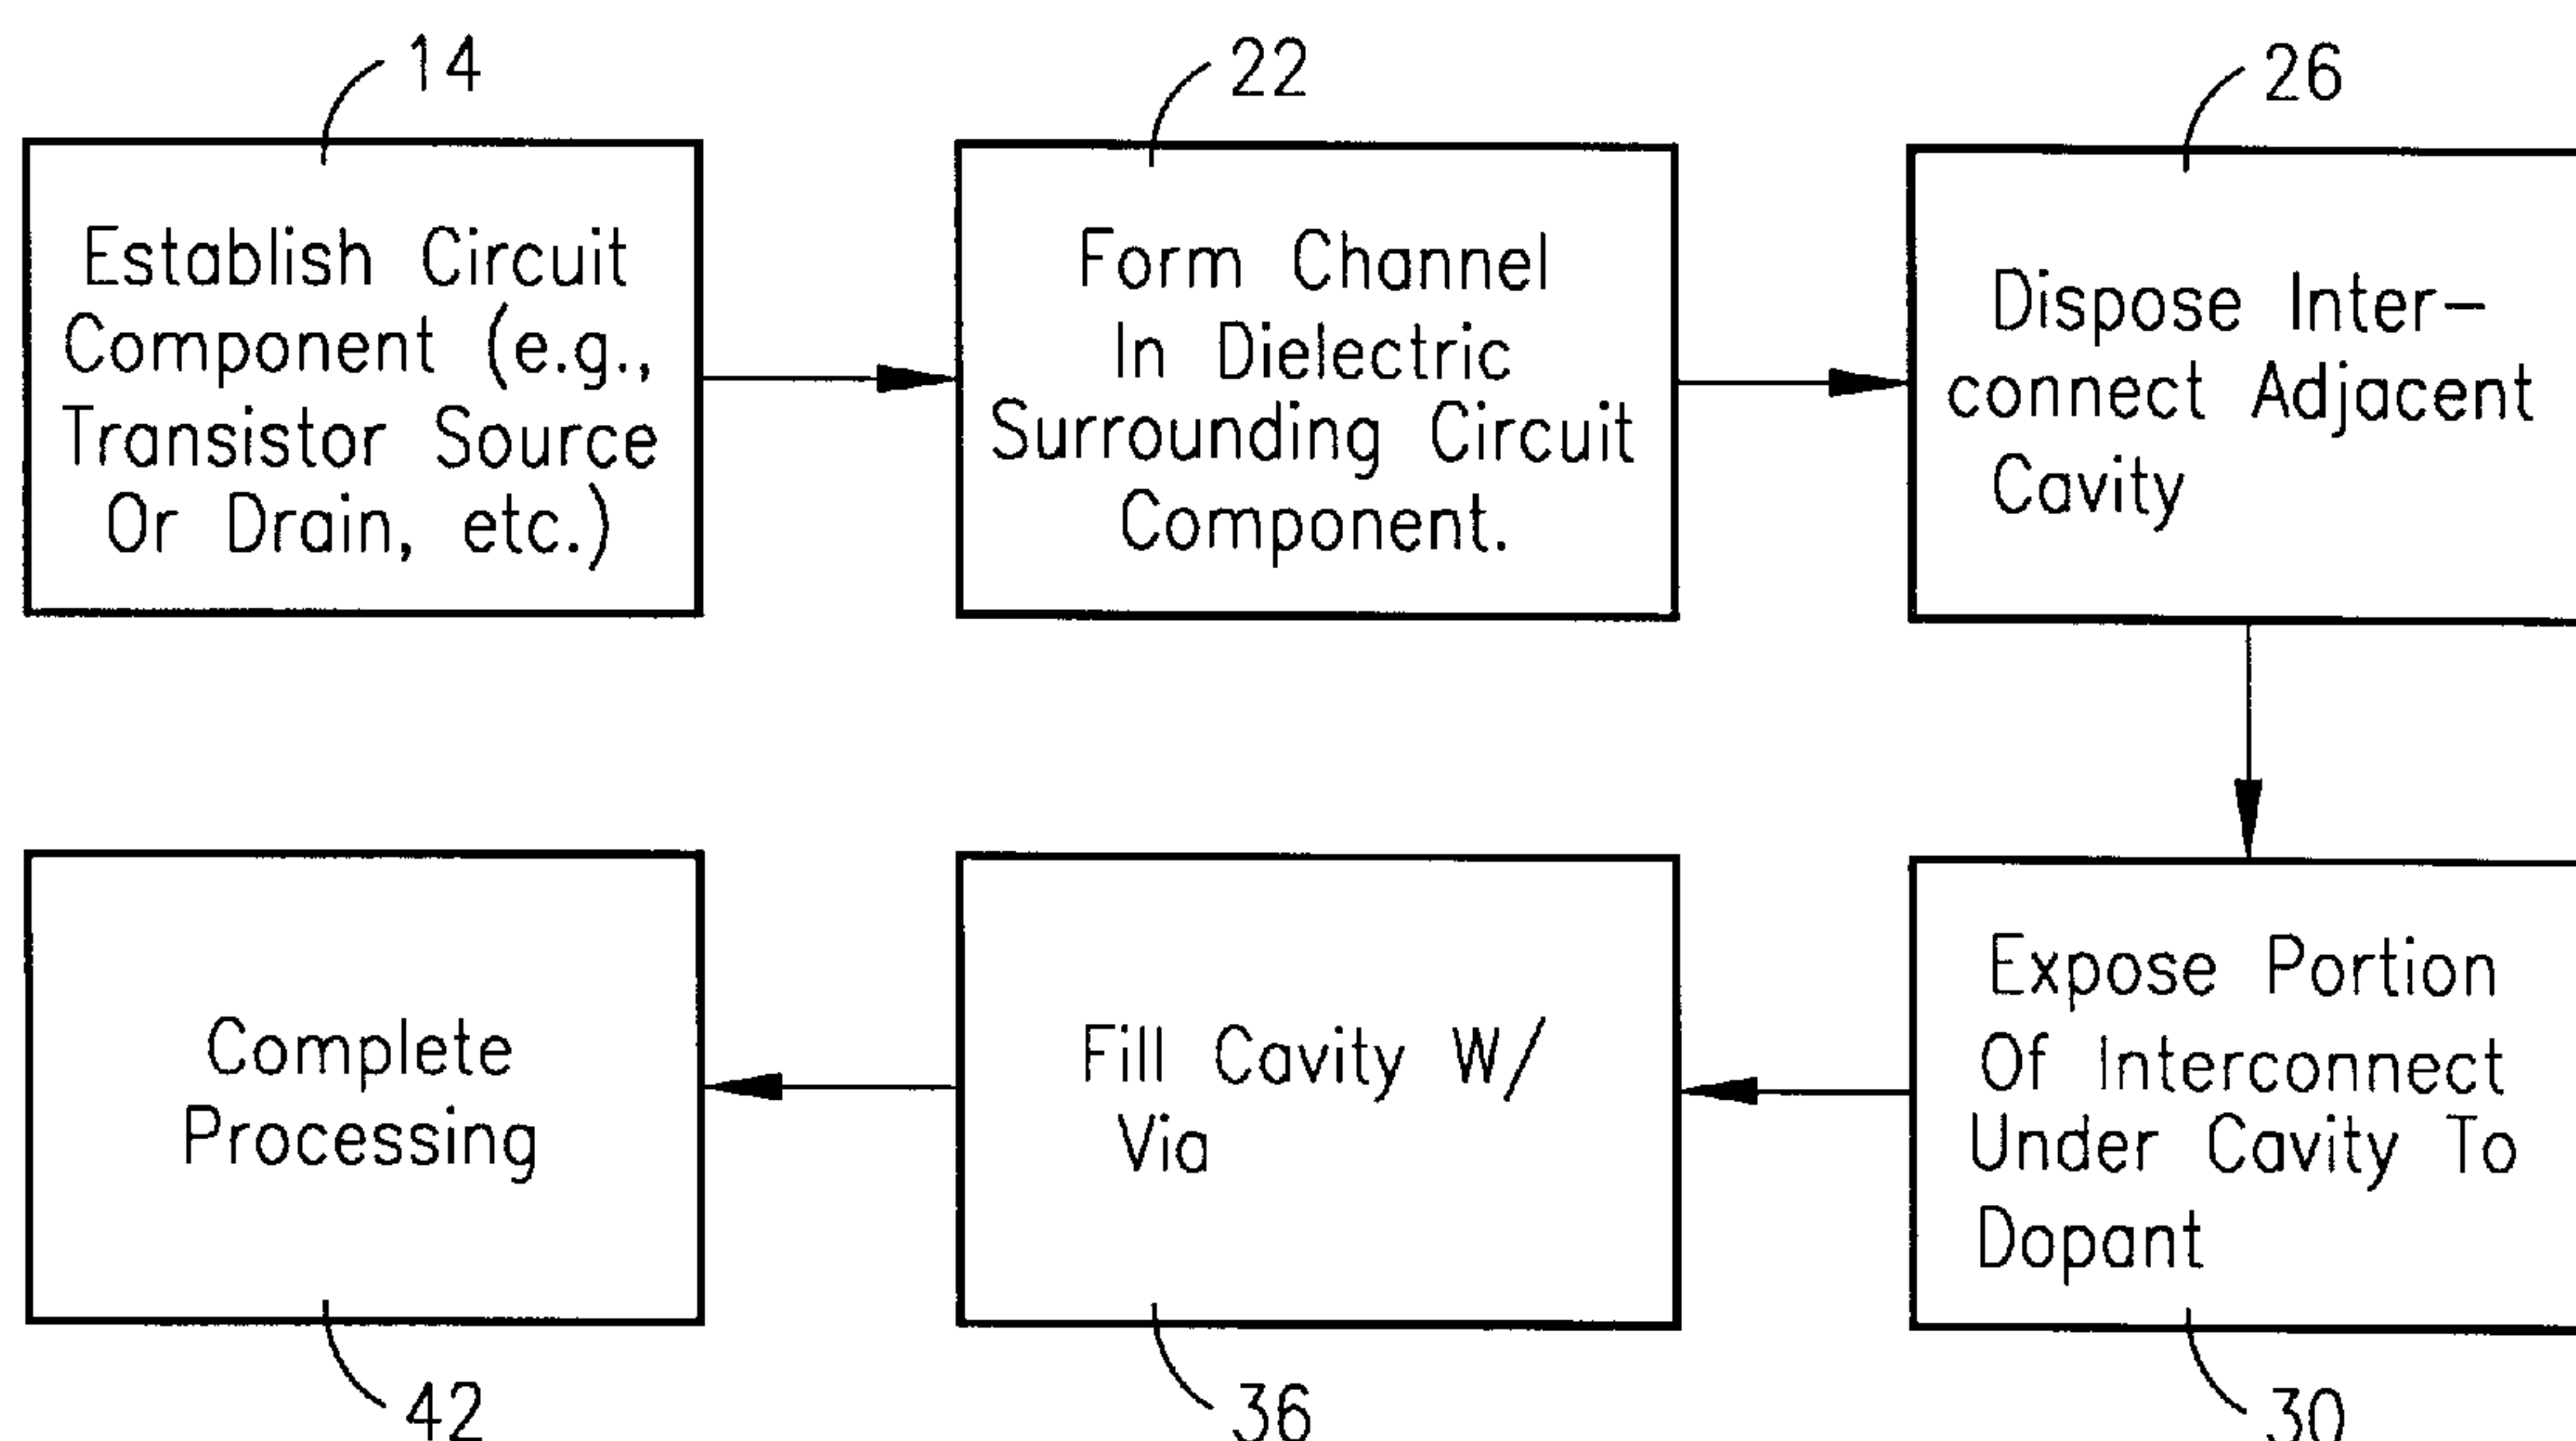 14
Establish Circuit
Component (e.g.,
Transistor Source
Or Drain, etc.)
22
Form Channel
In Dielectric
Surrounding Circuit
Component.
26
Dispose Inter-
connect Adjacent
Cavity
Expose Portion
Of Interconnect
Under Cavity To
Dopant
30
Fill Cavity W/
Via
36
Complete
Processing
42